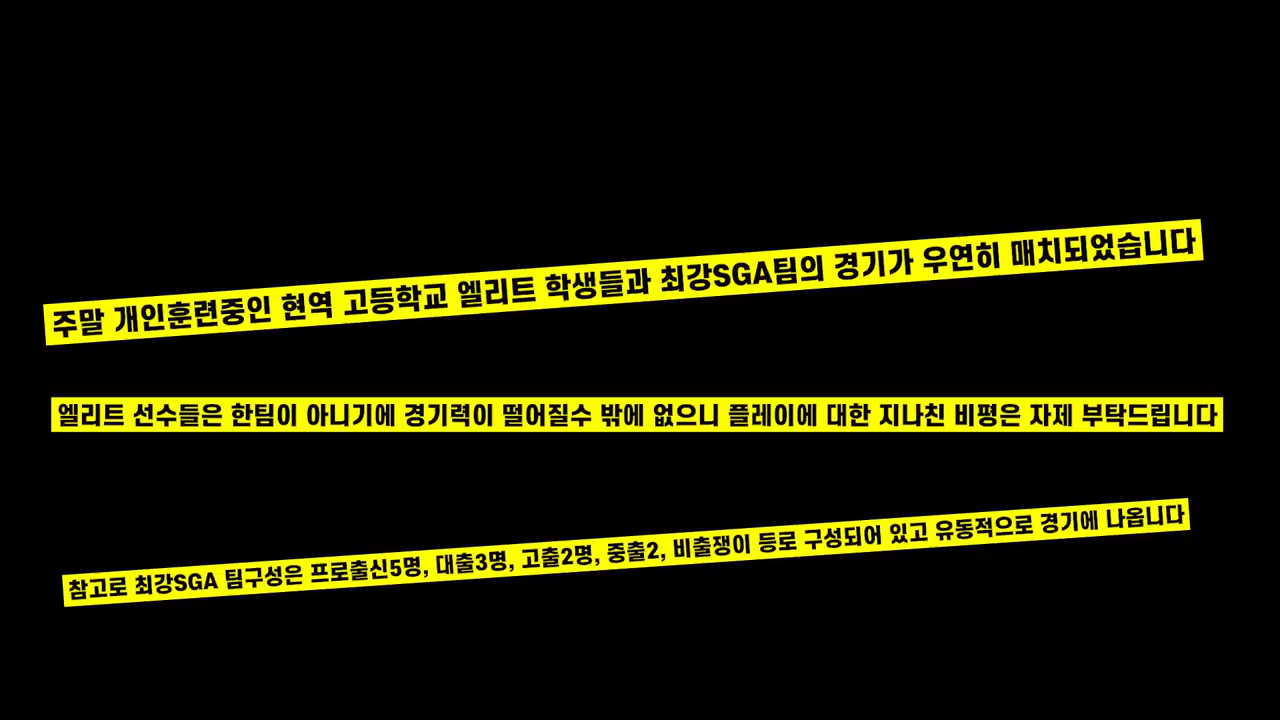 주말 개인훈련중인 현역 고등학교 엘리트 학생들과 최강SGA팀의 경기가 우연히 매치되었습니다
엘리트 선수들은 한팀이 아니기에 경기력이 떨어질수 밖에 없으니 플레이에 대한 지나친 비평은 자제 부탁드립니다
참고로 최강SGA 팀구성은 프로출신5명, 대출3명, 고출2명, 중출2, 비출쟁이 등로 구성되어 있고 유동적으로 경기에 나옵니다